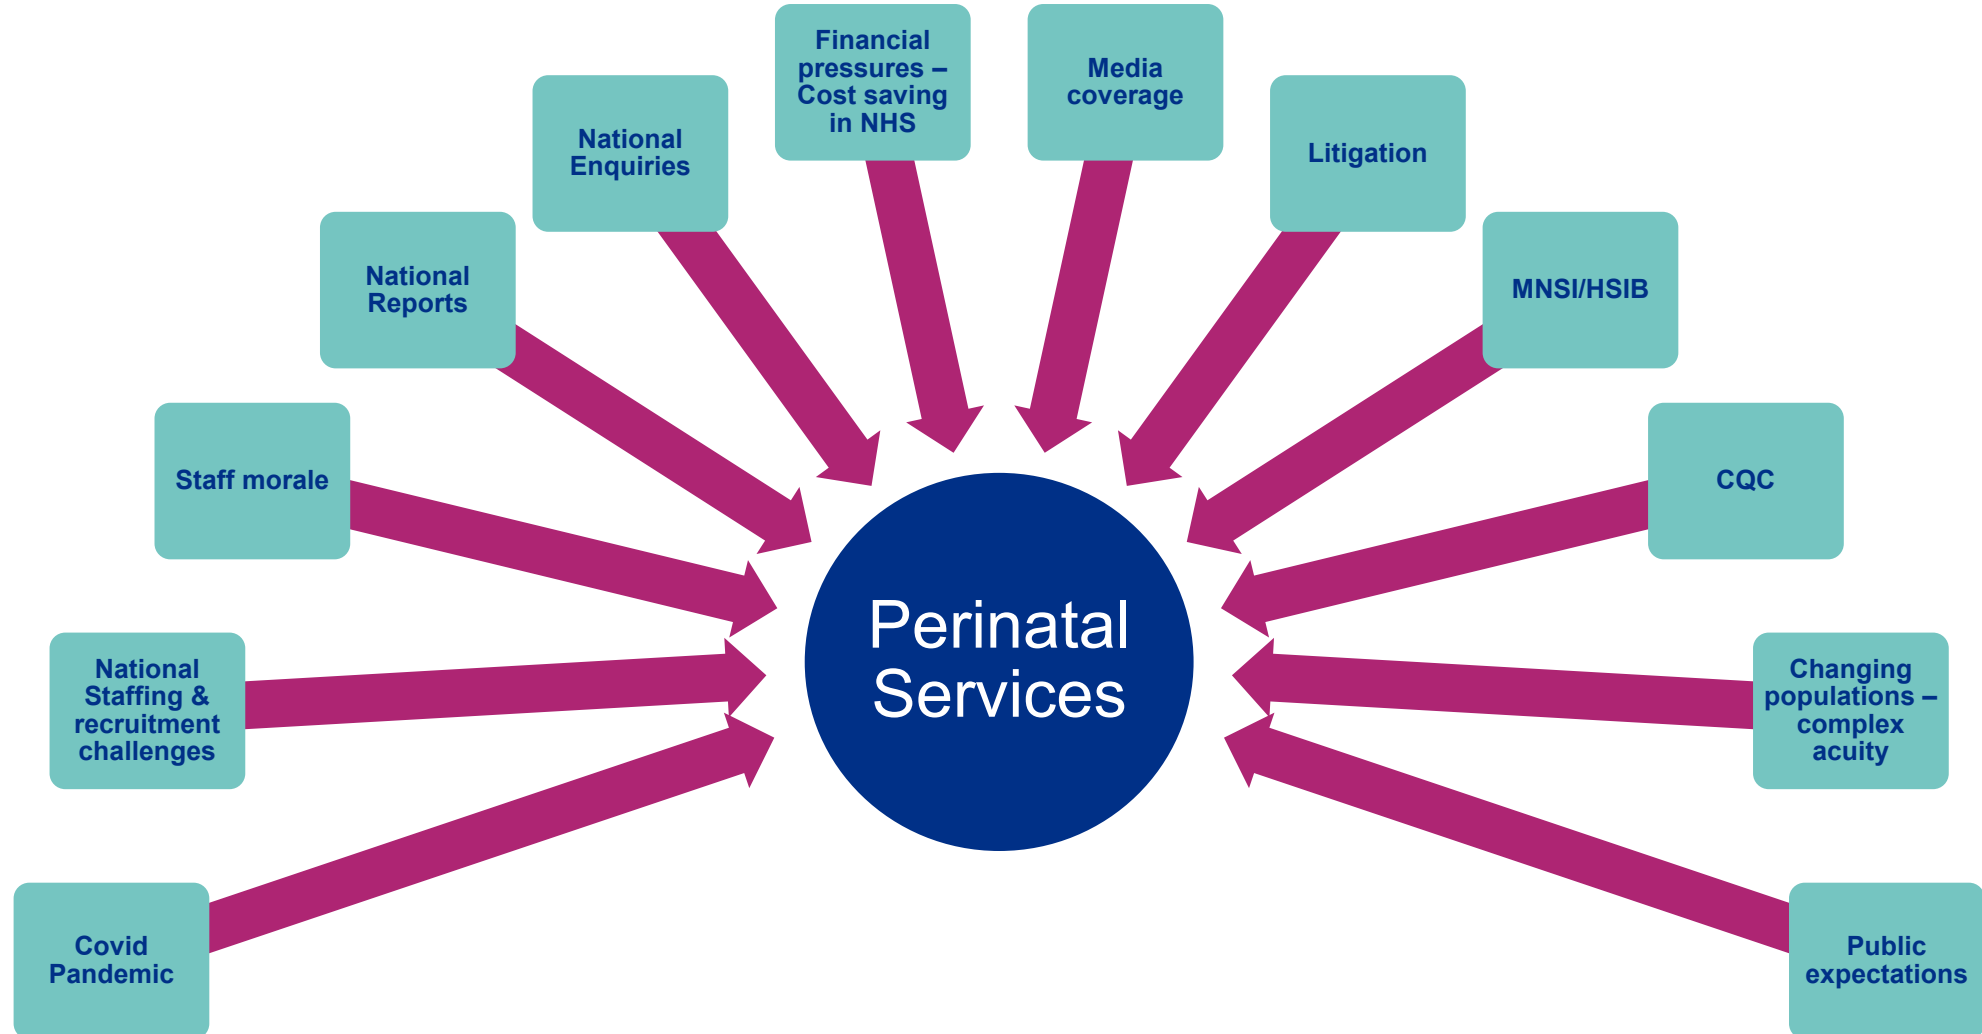 Financial
pressures –
Cost saving
in NHS
Media
coverage
National
Enquiries
Litigation
National
Reports
MNSI/HSIB
Staff morale
CQC
Perinatal
Services
National
Staffing &
recruitment
challenges
Changing
populations –
complex
acuity
Covid
Pandemic
Public
expectations